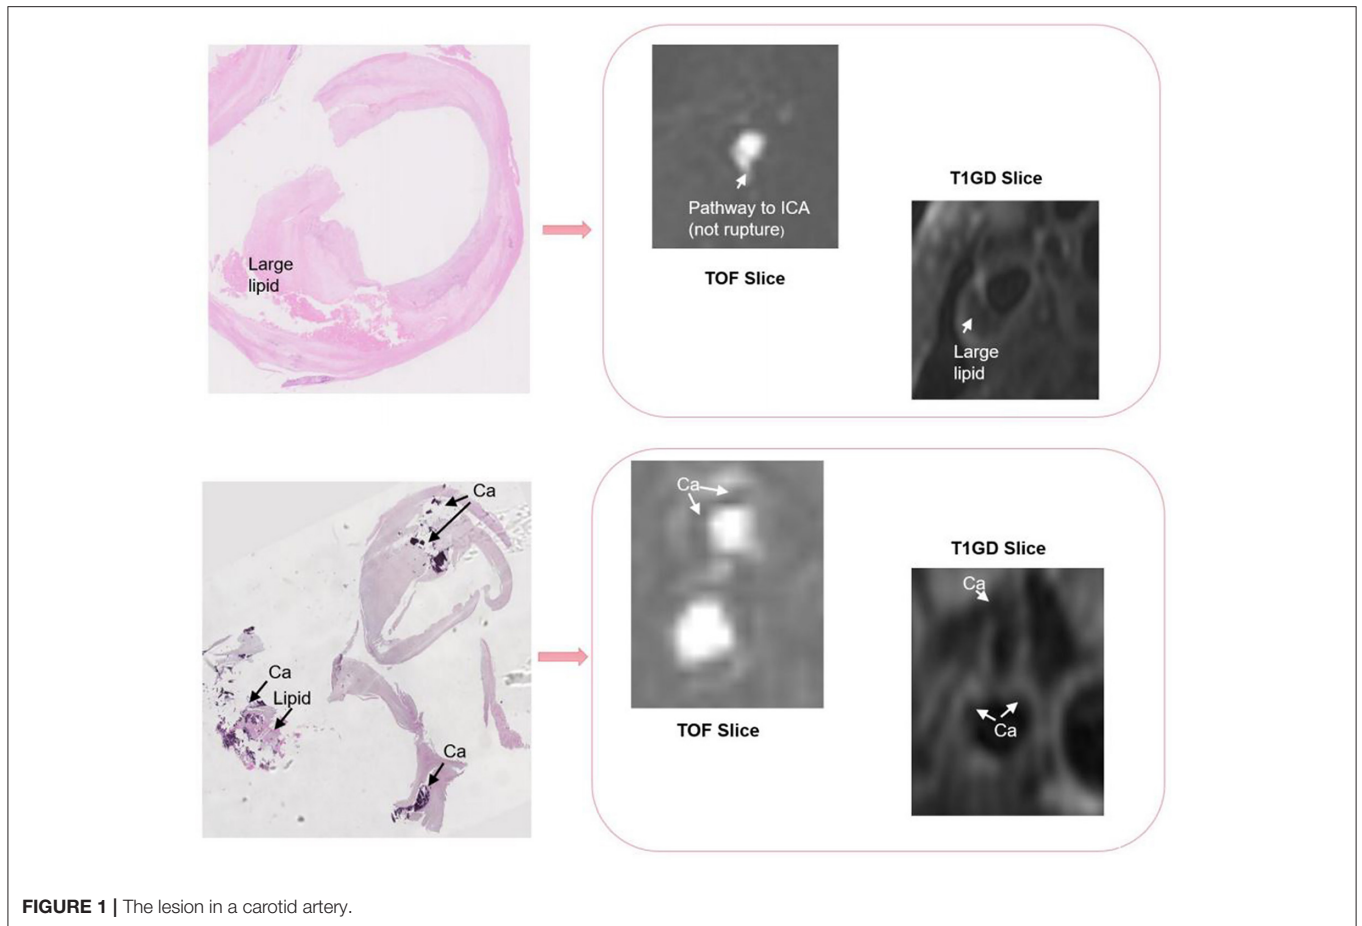 Large
lipid
Pathway to ICA
(not rupture)
TOF Slice
T1GD Slice
Large
lipid
Ca
Ca
Lipid
Ca
Ca
TOF Slice
T1GD Slice
Ca
Ca
FIGURE 1 | The lesion in a carotid artery.